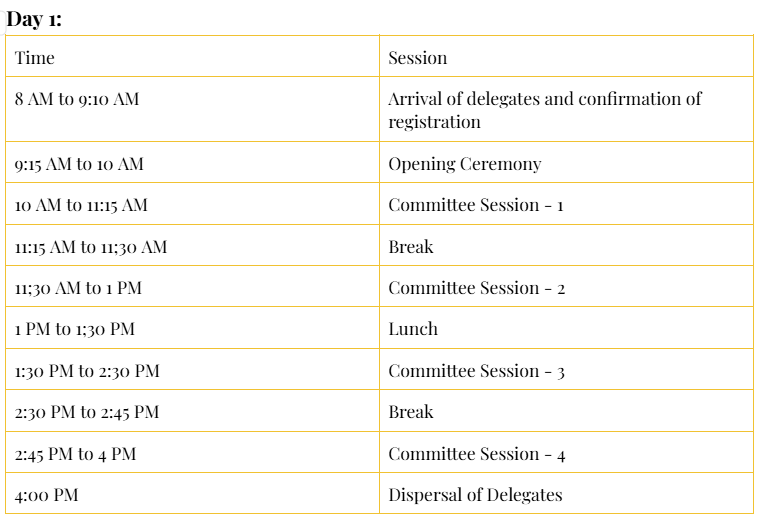 Day 1:
Time Session
8 AM to 9:10 AM Arrival of delegates and confirmation of
registration
9:15 AM to 10 AM Opening Ceremony
10 AM to 11:15 AM Committee Session - 1
11:15 AM to 11;30 AM Break
11;30 AM to 1 PM Committee Session - 2
1 PM to 1;30 PM Lunch
1:30 PM to 2:30 PM Committee Session - 3
2:30 PM to 2:45 PM Break
2:45 PM to 4 PM Committee Session - 4
4:00 PM Dispersal of Delegates